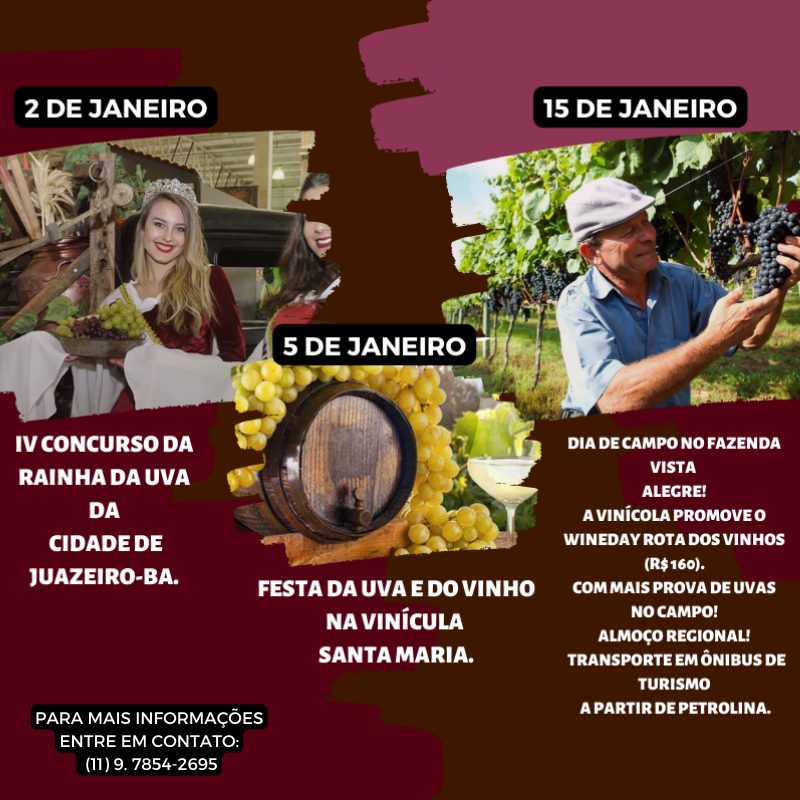 2 DE JANEIRO
IV CONCURSO DA
RAINHA DA UVA
DA
CIDADE DE
JUAZEIRO-BA.
5 DE JANEIRO
FESTA DA UVA E DO VINHO
NA VINÍCULA
SANTA MARIA.
15 DE JANEIRO
DIA DE CAMPO NO FAZENDA
VISTA
ALEGRE!
A VINÍCOLA PROMOVE O
WINEDAY ROTA DOS VINHOS
(R$ 160).
COM MAIS PROVA DE UVAS
NO CAMPO!
ALMOÇO REGIONAL!
TRANSPORTE EM ÔNIBUS DE
TURISMO
A PARTIR DE PETROLINA.
PARA MAIS INFORMAÇÕES
ENTRE EM CONTATO:
(11) 9. 7854-2695